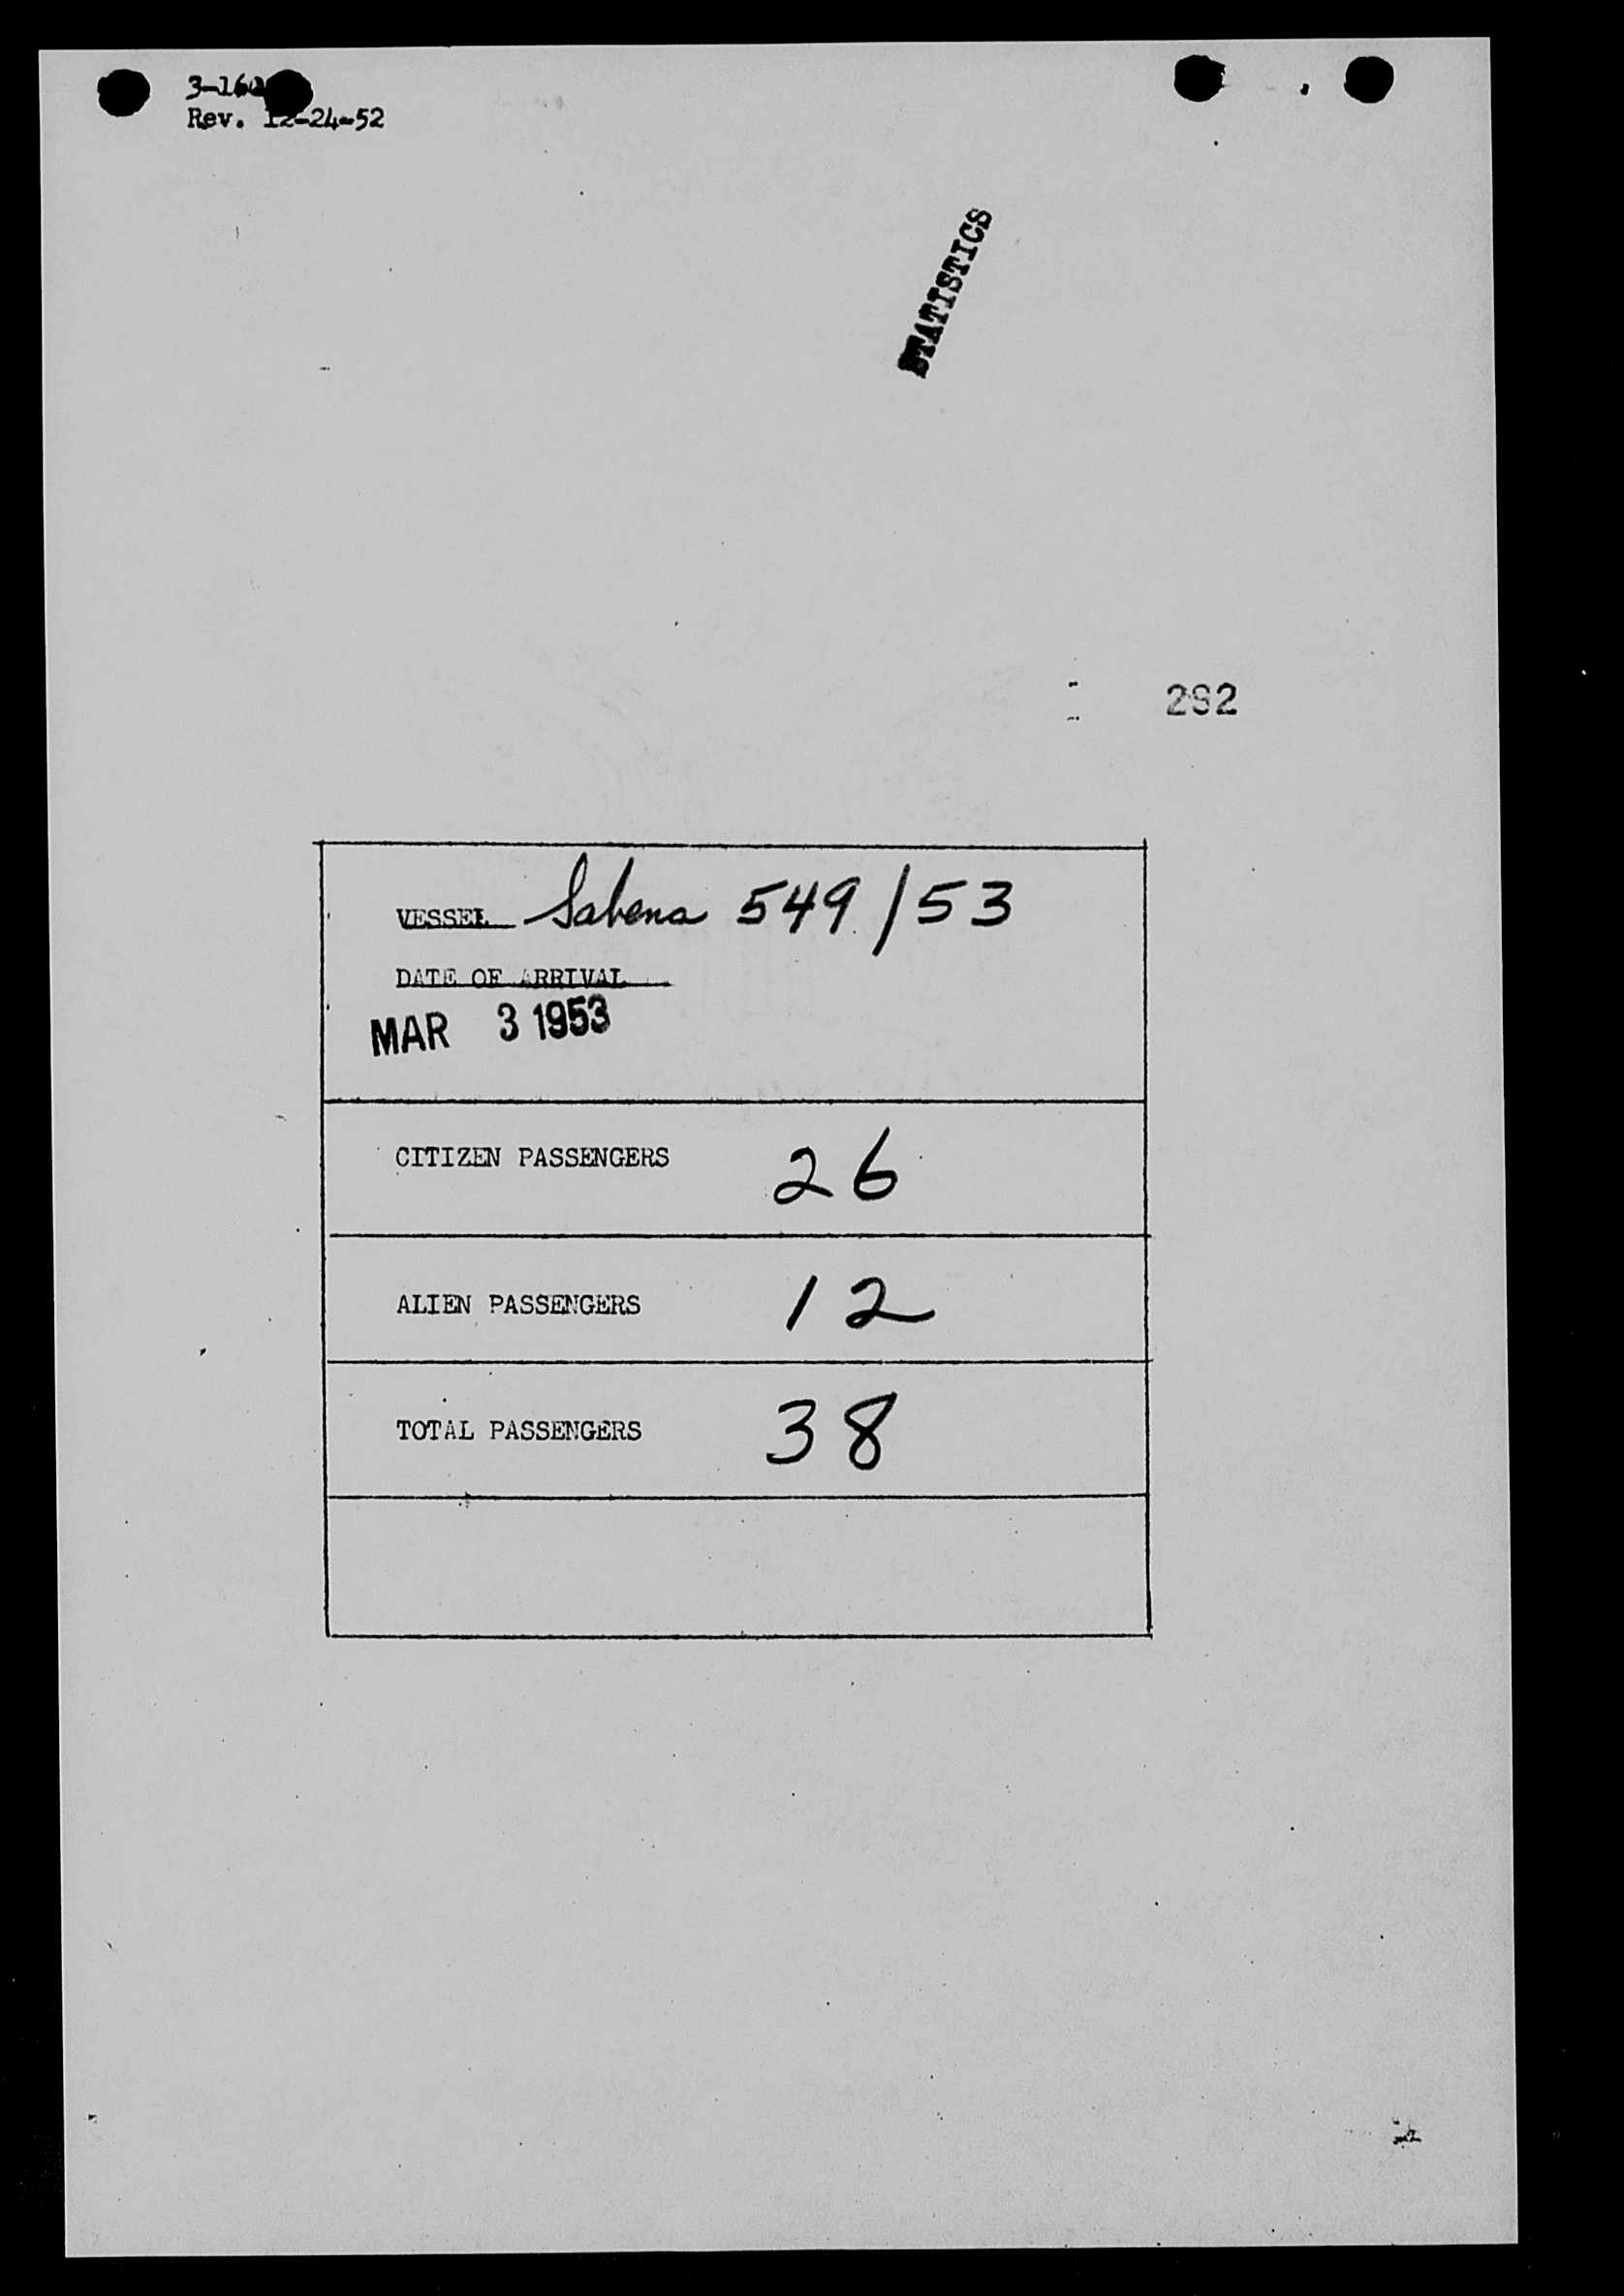 Rev. 12-24-52
STATISTICS
292
VESSEL Sabena 549/53
DATE OF ARRIVAL
MAR 3 1953
CITIZEN PASSENGERS 26
ALIEN PASSENGERS 12
TOTAL PASSENGERS 38